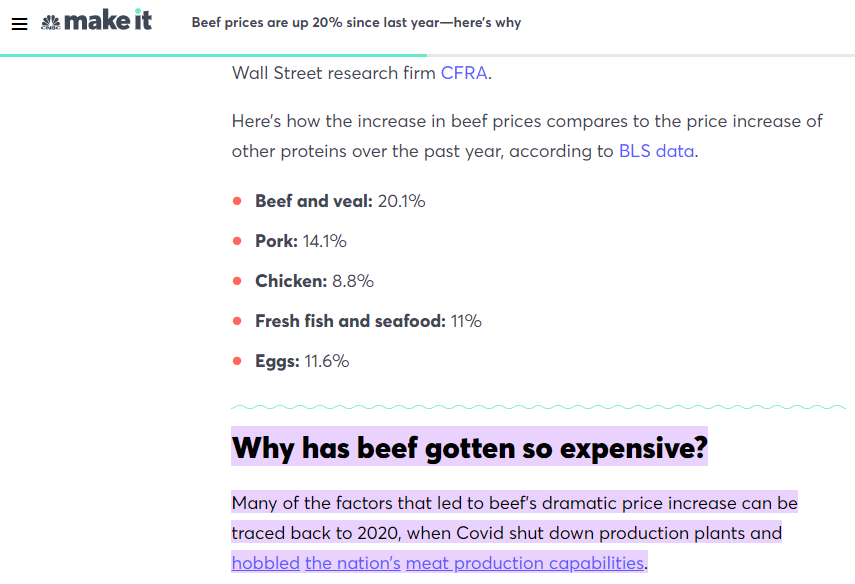 CNBC make it
Beef prices are up 20% since last year—here's why
Wall Street research firm CFRA.
Here's how the increase in beef prices compares to the price increase of
other proteins over the past year, according to BLS data.
Beef and veal: 20.1%
Pork: 14.1%
Chicken: 8.8%
Fresh fish and seafood: 11%
Eggs: 11.6%
Why has beef gotten so expensive?
Many of the factors that led to beef's dramatic price increase can be
traced back to 2020, when Covid shut down production plants and
hobbled the nation's meat production capabilities.